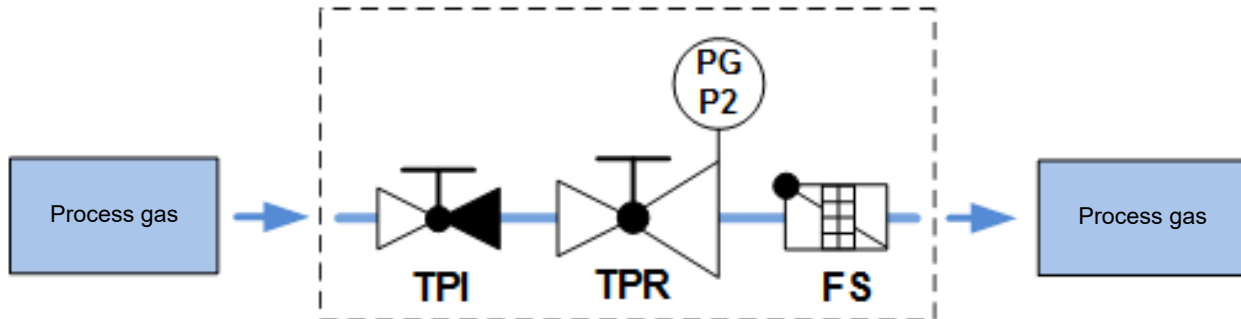 PG
P2
Process gas
Process gas
TPI
TPR
FS